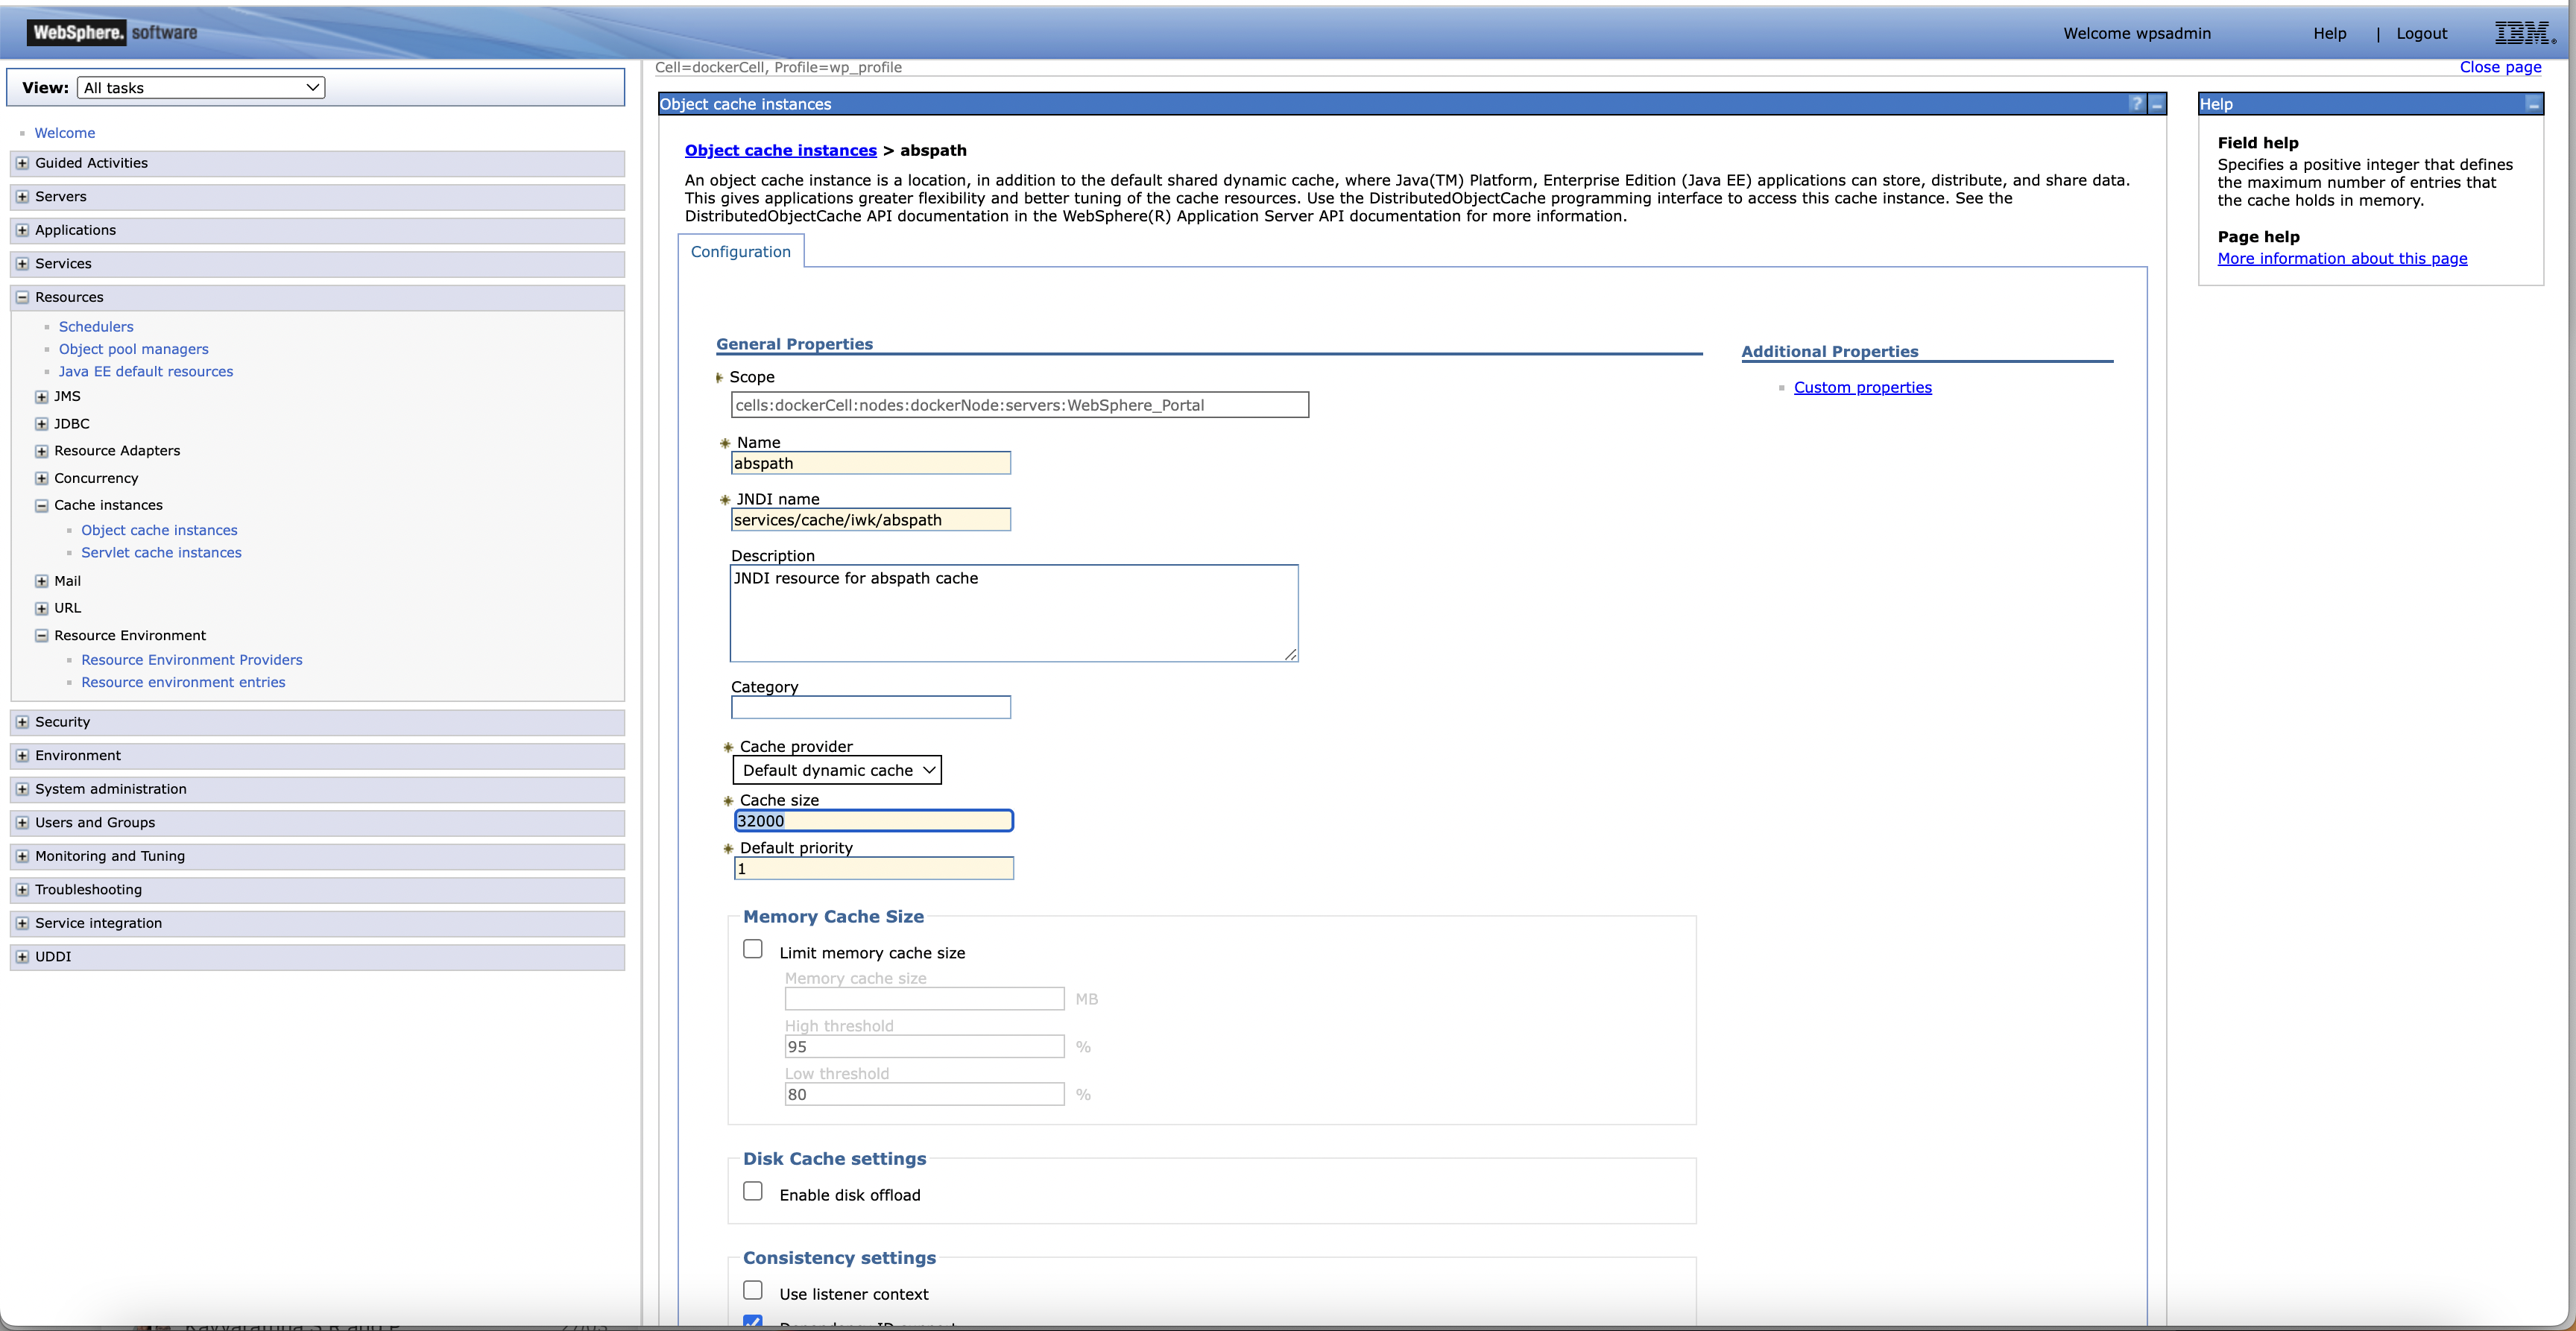 WebSphere. software
Welcome wpsadmin
Help | Logout
IBM.
View: All tasks
Welcome
Guided Activities
Servers
Applications
Services
Resources
Schedulers
Object pool managers
Java EE default resources
JMS
JDBC
Resource Adapters
Concurrency
Cache instances
Object cache instances
Servlet cache instances
Mail
URL
Resource Environment
Resource Environment Providers
Resource environment entries
Security
Environment
System administration
Users and Groups
Monitoring and Tuning
Troubleshooting
Service integration
UDDI
Cell=dockerCell, Profile=wp_profile
Close page
Object cache instances
?
Object cache instances > abspath
An object cache instance is a location, in addition to the default shared dynamic cache, where Java(TM) Platform, Enterprise Edition (Java EE) applications can store, distribute, and share data.
This gives applications greater flexibility and better tuning of the cache resources. Use the DistributedObjectCache programming interface to access this cache instance. See the
DistributedObjectCache API documentation in the WebSphere(R) Application Server API documentation for more information.
Configuration
General Properties
Scope
cells:dockerCell:nodes:dockerNode:servers:WebSphere_Portal
Name
abspath
JNDI name
services/cache/iwk/abspath
Description
JNDI resource for abspath cache
Category
Cache provider
Default dynamic cache
Cache size
32000
Default priority
1
Memory Cache Size
Limit memory cache size
Memory cache size
MB
High threshold
95 %
Low threshold
80 %
Disk Cache settings
Enable disk offload
Consistency settings
Use listener context
Additional Properties
Custom properties
Help
Field help
Specifies a positive integer that defines
the maximum number of entries that
the cache holds in memory.
Page help
More information about this page